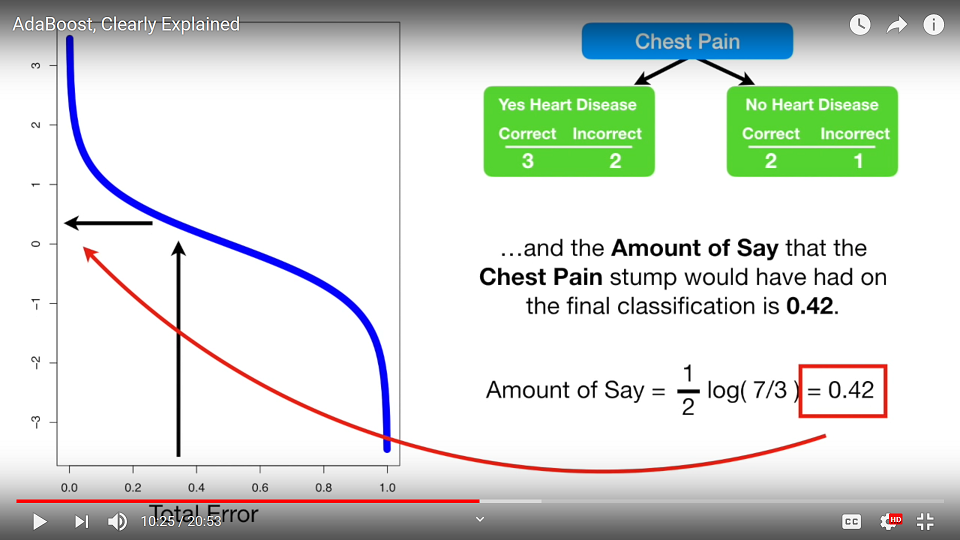 AdaBoost, Clearly Explained
3
2
1
0
-1
-2
-3
0.0 0.2 0.4 0.6 0.8 1.0
Total Error
Chest Pain
Yes Heart Disease
Correct Incorrect
3 2
No Heart Disease
Correct Incorrect
2 1
…and the Amount of Say that the
Chest Pain stump would have had on
the final classification is 0.42.
Amount of Say = 1/2 log( 7/3 ) = 0.42
10:25 / 20:53
CC
HD